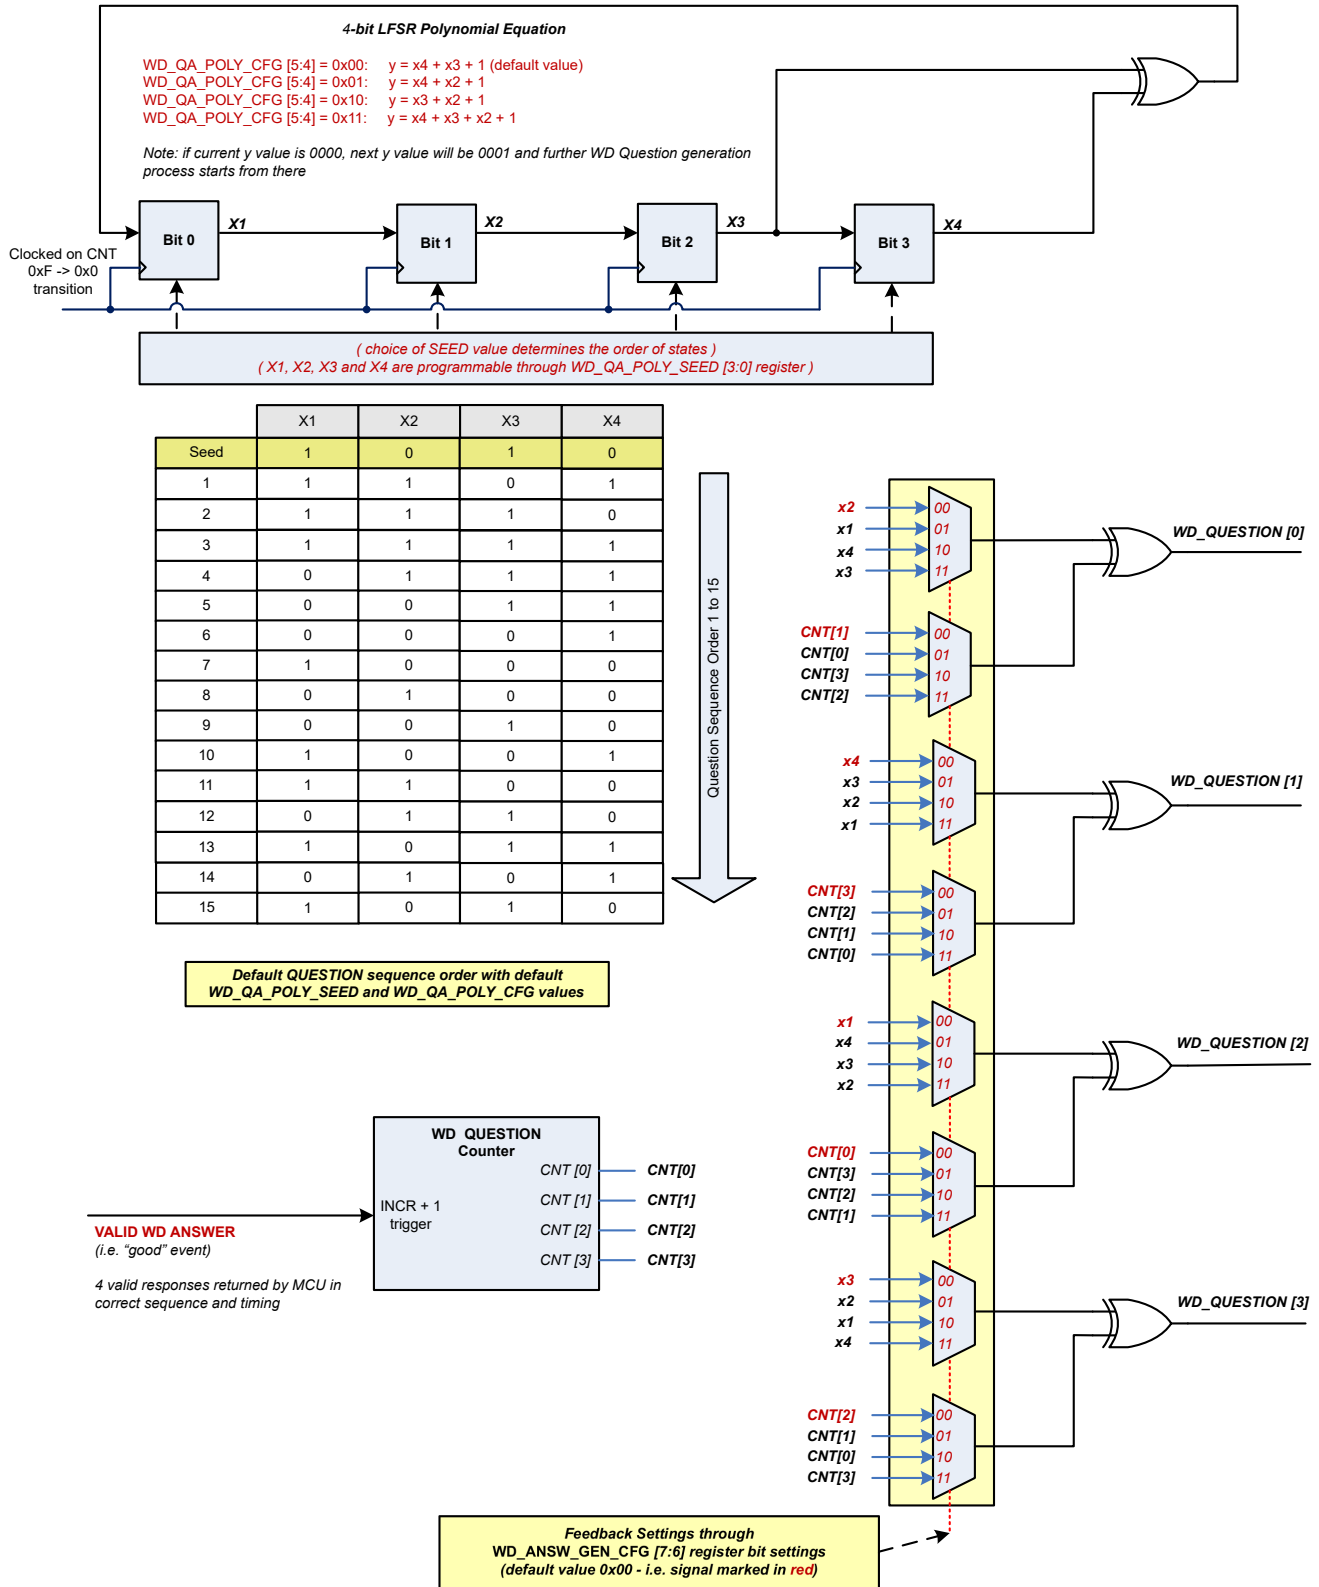 4-bit LFSR Polynomial Equation
WD_QA_POLY_CFG [5:4] = 0x00: y = x4 + x3 + 1 (default value)
WD_QA_POLY_CFG [5:4] = 0x01: y = x4 + x2 + 1
WD_QA_POLY_CFG [5:4] = 0x10: y = x3 + x2 + 1
WD_QA_POLY_CFG [5:4] = 0x11: y = x4 + x3 + x2 + 1
Note: if current y value is 0000, next y value will be 0001 and further WD Question generation
process starts from there
Bit 0
X1
Bit 1
X2
Bit 2
X3
Bit 3
X4
Clocked on CNT
0xF -> 0x0
transition
( choice of SEED value determines the order of states )
( X1, X2, X3 and X4 are programmable through WD_QA_POLY_SEED [3:0] register )
X1 X2 X3 X4
Seed 1 0 1 0
1 1 1 0 1
2 1 1 1 0
3 1 1 1 1
4 0 1 1 1
5 0 0 1 1
6 0 0 0 1
7 1 0 0 0
8 0 1 0 0
9 0 0 1 0
10 1 0 0 1
11 1 1 0 0
12 0 1 1 0
13 1 0 1 1
14 0 1 0 1
15 1 0 1 0
Question Sequence Order 1 to 15
Default QUESTION sequence order with default
WD_QA_POLY_SEED and WD_QA_POLY_CFG values
x2 00
x1 01
x4 10
x3 11
WD_QUESTION [0]
CNT[1] 00
CNT[0] 01
CNT[3] 10
CNT[2] 11
x4 00
x3 01
x2 10
x1 11
WD_QUESTION [1]
CNT[3] 00
CNT[2] 01
CNT[1] 10
CNT[0] 11
x1 00
x4 01
x3 10
x2 11
WD_QUESTION [2]
CNT[0] 00
CNT[3] 01
CNT[2] 10
CNT[1] 11
x3 00
x2 01
x1 10
x4 11
WD_QUESTION [3]
CNT[2] 00
CNT[1] 01
CNT[0] 10
CNT[3] 11
WD_QUESTION
Counter
CNT [0] CNT[0]
CNT [1] CNT[1]
CNT [2] CNT[2]
CNT [3] CNT[3]
INCR + 1
trigger
VALID WD ANSWER
(i.e. “good” event)
4 valid responses returned by MCU in
correct sequence and timing
Feedback Settings through
WD_ANSW_GEN_CFG [7:6] register bit settings
(default value 0x00 - i.e. signal marked in red)